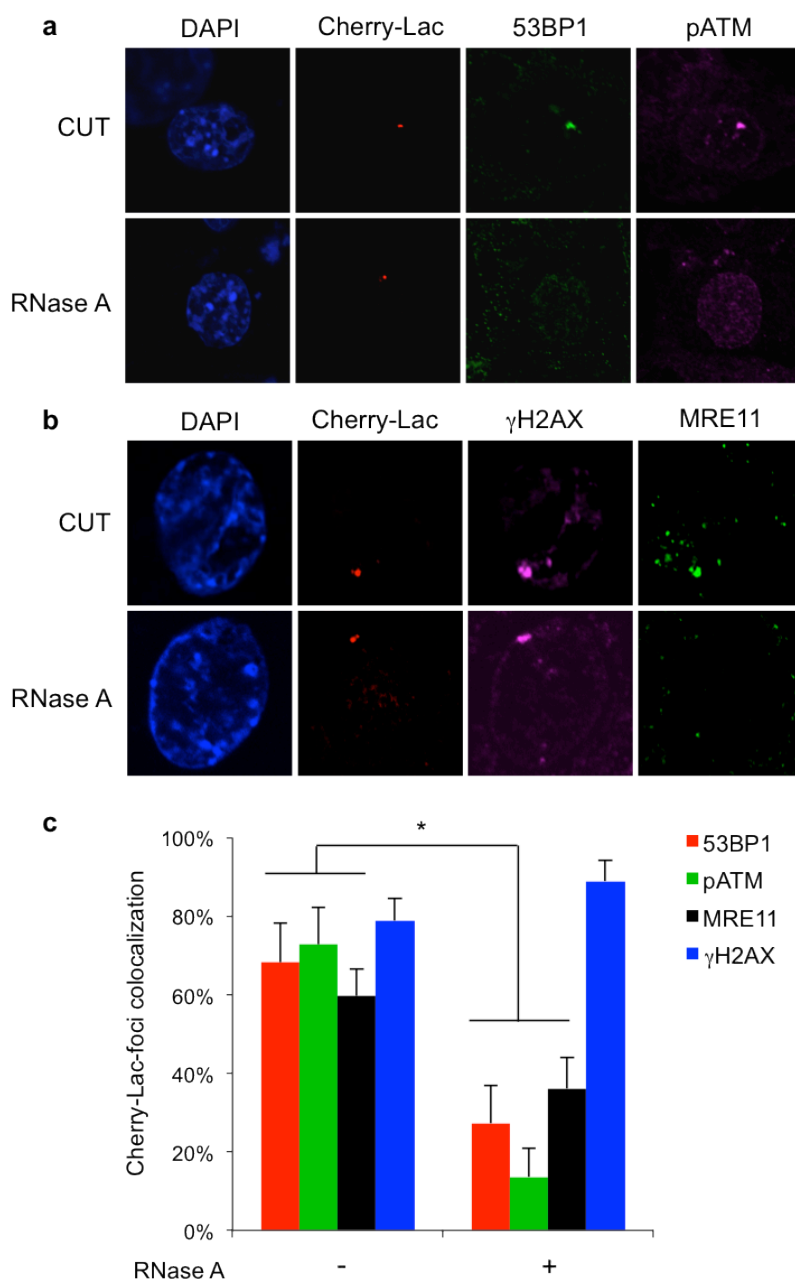 a
DAPI Cherry-Lac 53BP1 pATM
CUT
RNase A
b
DAPI Cherry-Lac γH2AX MRE11
CUT
RNase A
c
*
100%
80%
60%
40%
20%
0%
Cherry-Lac-foci colocalization
53BP1
pATM
MRE11
γH2AX
RNase A - +